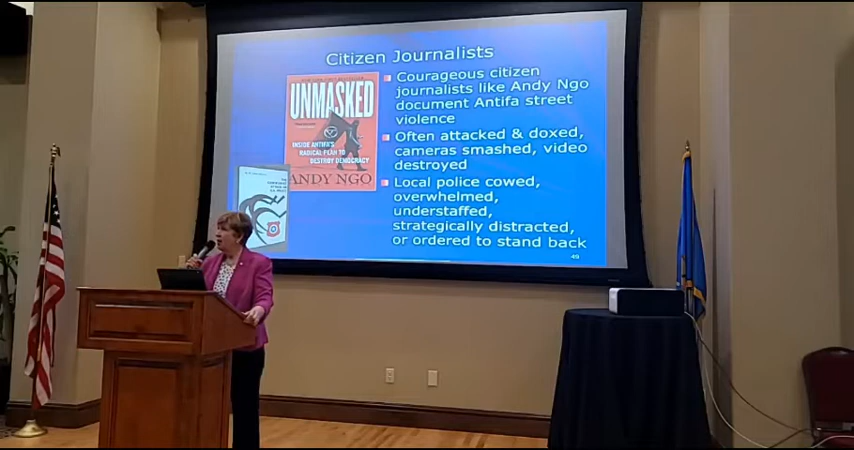 Citizen Journalists
UNMASKED
INSIDE ANTIFA'S
RADICAL PLAN TO
DESTROY DEMOCRACY
ANDY NGO
Courageous citizen
journalists like Andy Ngo
document Antifa street
violence
Often attacked & doxed,
cameras smashed, video
destroyed
Local police cowed,
overwhelmed,
understaffed,
strategically distracted,
or ordered to stand back
49